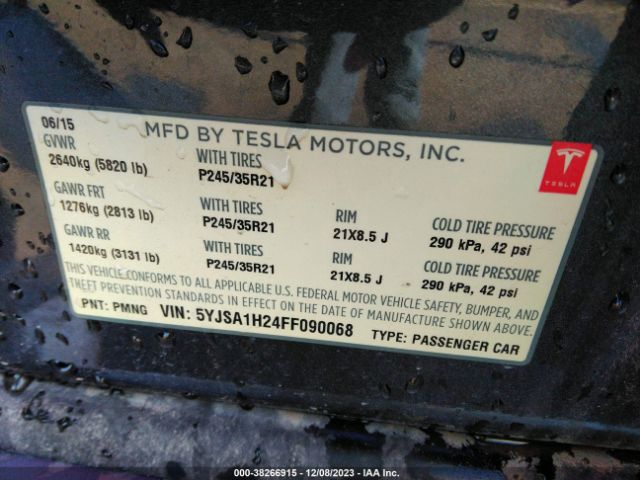 06/15
MFD BY TESLA MOTORS, INC.
GVWR
2640kg (5820 lb)
WITH TIRES
P245/35R21
TESLA
GAWR FRT
1276kg (2813 lb)
WITH TIRES
P245/35R21
RIM
21X8.5 J
COLD TIRE PRESSURE
290 kPa, 42 psi
GAWR RR
1420kg (3131 lb)
WITH TIRES
P245/35R21
RIM
21X8.5 J
COLD TIRE PRESSURE
290 kPa, 42 psi
THIS VEHICLE CONFORMS TO ALL APPLICABLE U.S. FEDERAL MOTOR VEHICLE SAFETY, BUMPER, AND
THEFT PREVENTION STANDARDS IN EFFECT ON THE DATE OF MANUFACTURE SHOWN ABOVE.
PNT: PMNG VIN: 5YJSA1H24FF090068 TYPE: PASSENGER CAR
000-38266915 - 12/08/2023 - IAA Inc.